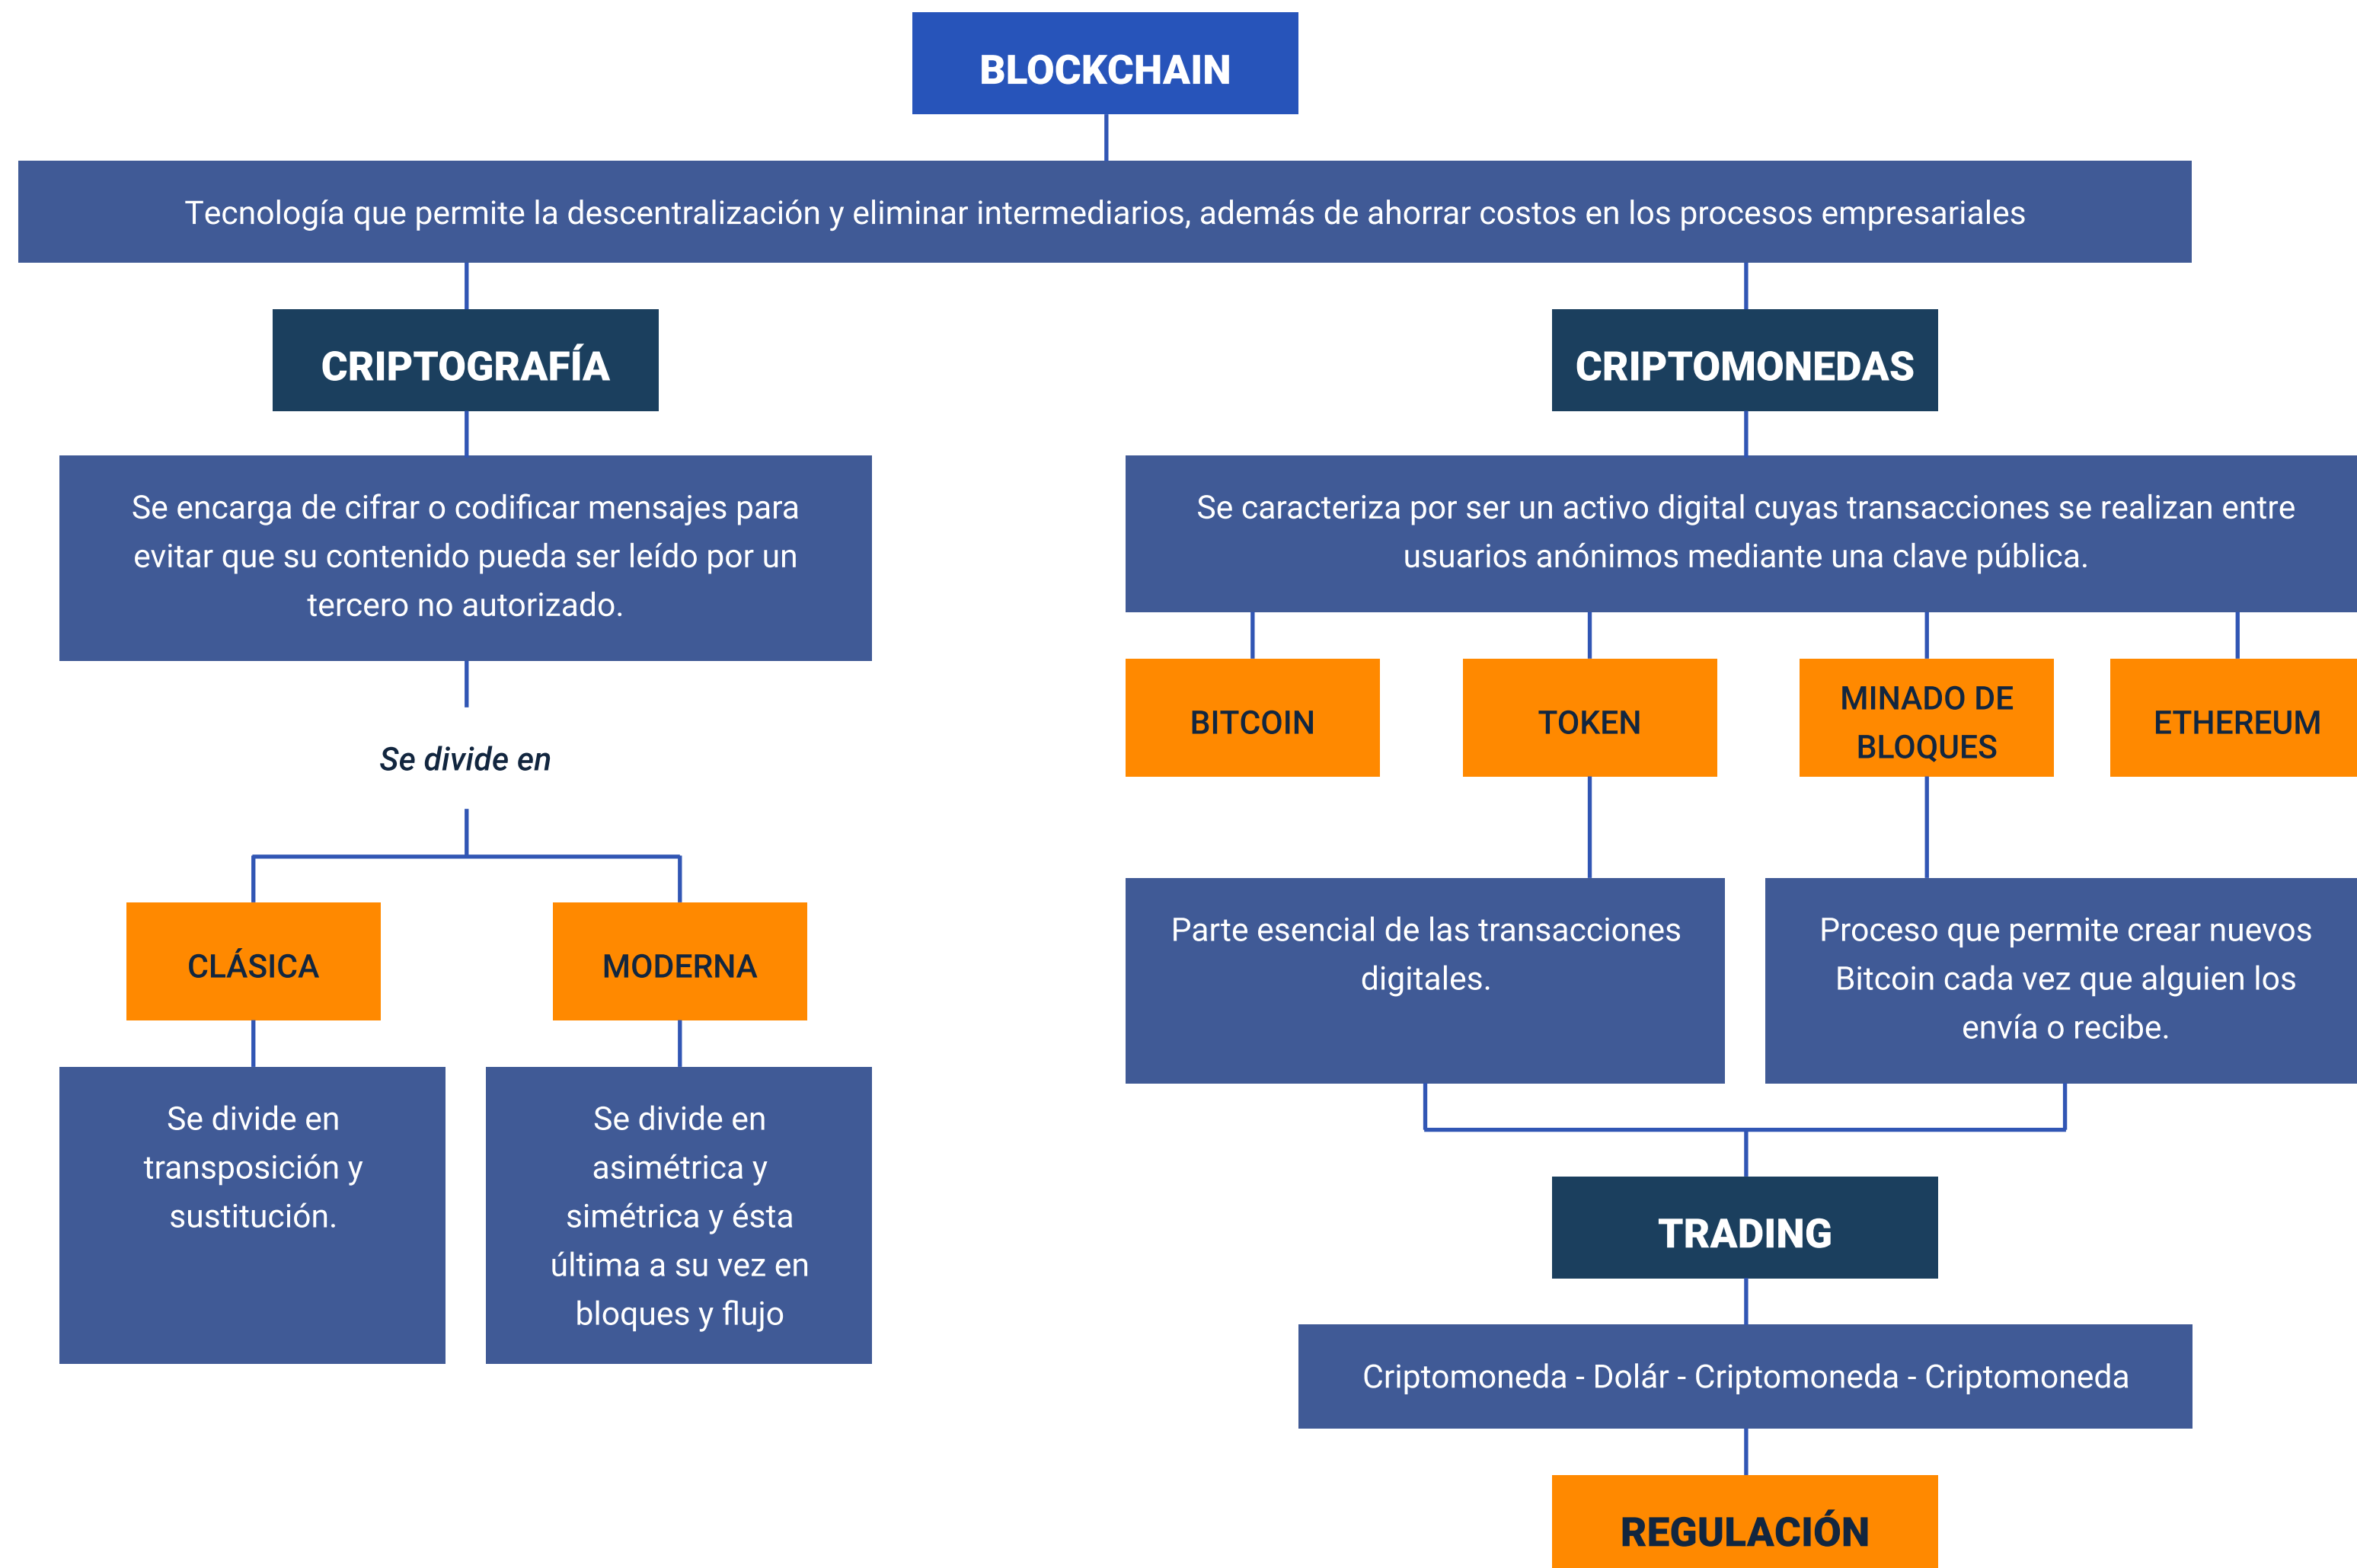 BLOCKCHAIN
Tecnología que permite la descentralización y eliminar intermediarios, además de ahorrar costos en los procesos empresariales
CRIPTOGRAFÍA
CRIPTOMONEDAS
Se encarga de cifrar o codificar mensajes para
evitar que su contenido pueda ser leído por un
tercero no autorizado.
Se caracteriza por ser un activo digital cuyas transacciones se realizan entre
usuarios anónimos mediante una clave pública.
Se divide en
BITCOIN
TOKEN
MINADO DE
BLOQUES
ETHEREUM
CLÁSICA
MODERNA
Se divide en
transposición y
sustitución.
Se divide en
asimétrica y
simétrica y ésta
última a su vez en
bloques y flujo
Parte esencial de las transacciones
digitales.
Proceso que permite crear nuevos
Bitcoin cada vez que alguien los
envía o recibe.
TRADING
Criptomoneda - Dolár - Criptomoneda - Criptomoneda
REGULACIÓN